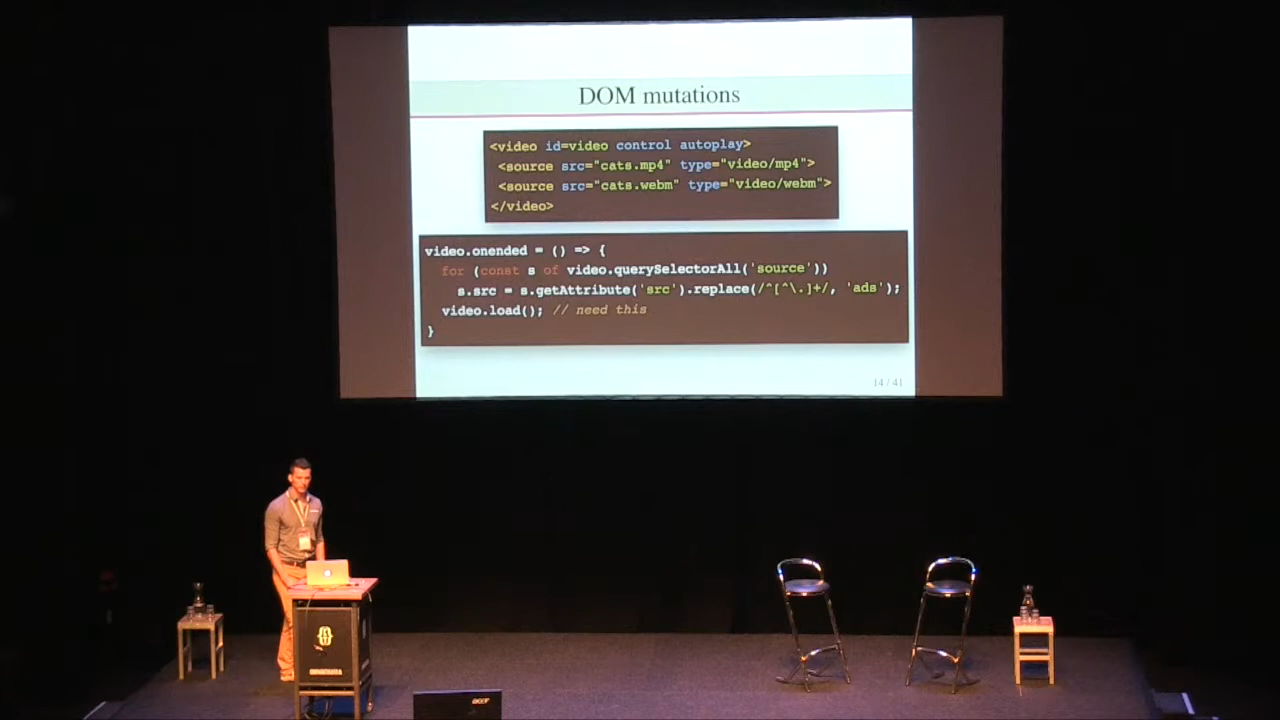 DOM mutations
<video id=video control autoplay>
<source src="cats.mp4" type="video/mp4">
<source src="cats.webm" type="video/webm">
</video>
video.onended = () => {
for (const s of video.querySelectorAll('source'))
s.src = s.getAttribute('src').replace(/^[^\.]+/, 'ads');
video.load(); // need this
}
14 / 41
acer